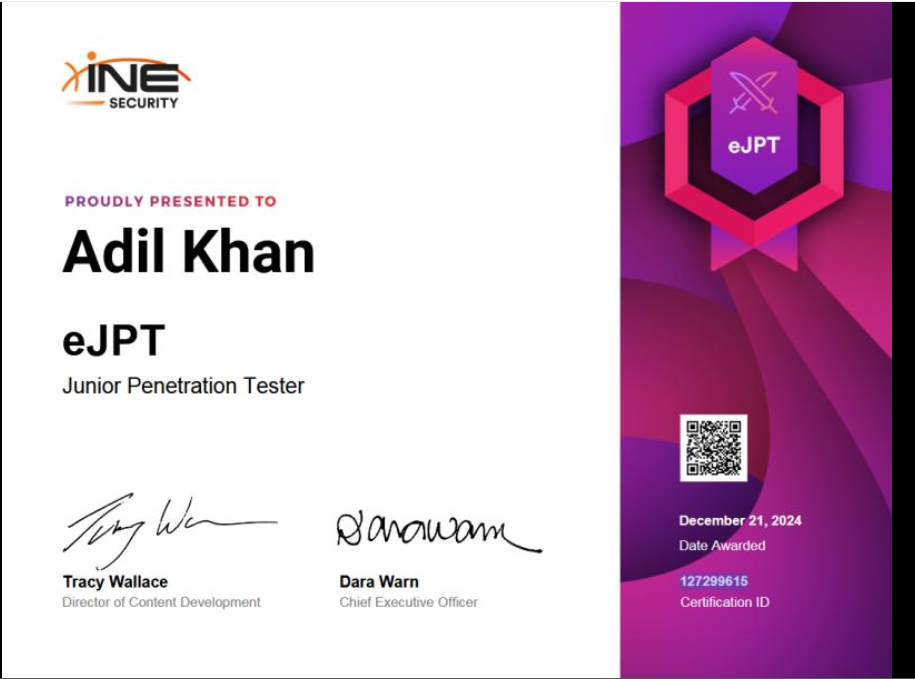 INE
SECURITY
eJPT
PROUDLY PRESENTED TO
Adil Khan
eJPT
Junior Penetration Tester
Tracy Wallace
Director of Content Development
Dara Warn
Chief Executive Officer
December 21, 2024
Date Awarded
127299615
Certification ID